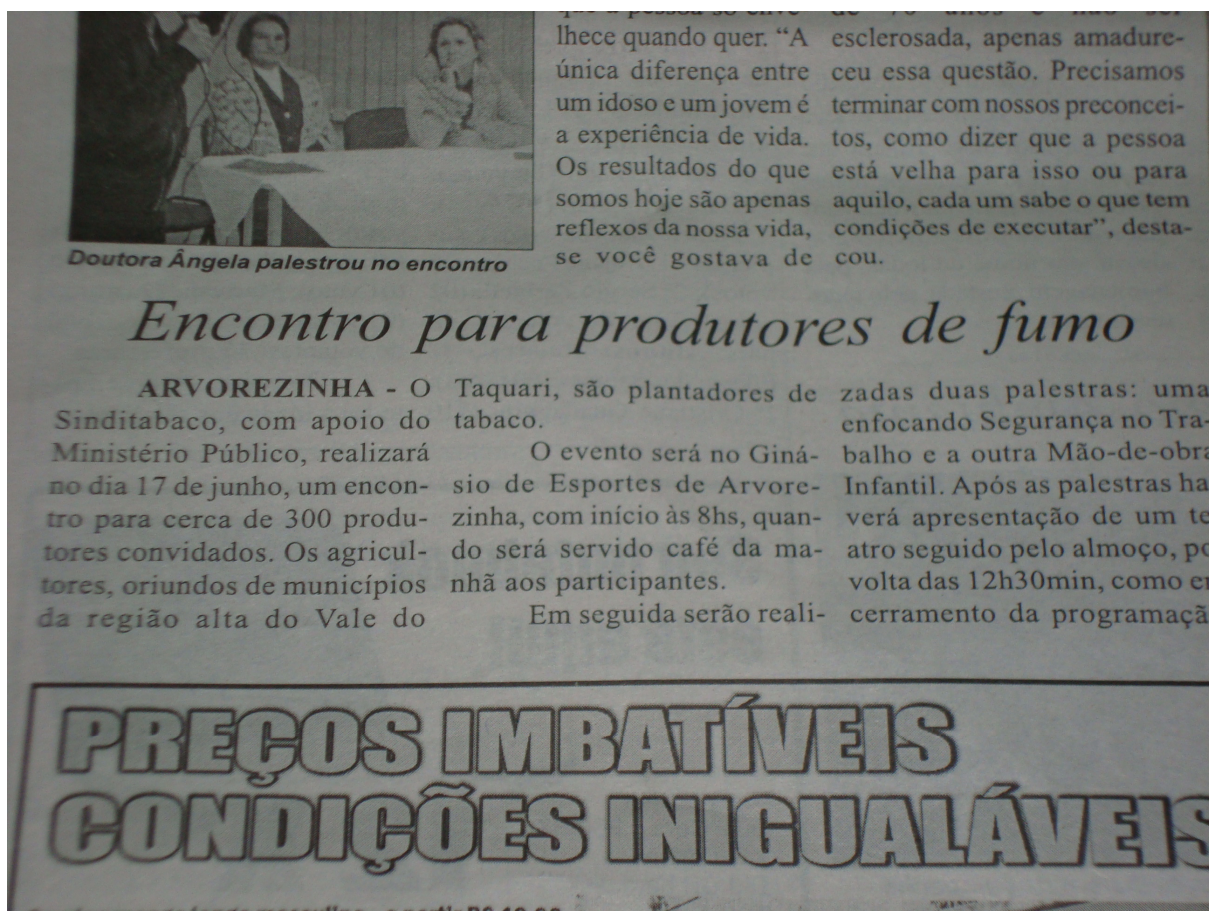 lhece quando quer. “A
única diferença entre
um idoso e um jovem é
a experiência de vida.
Os resultados do que
somos hoje são apenas
reflexos da nossa vida,
se você gostava de
esclerosada, apenas amadure-
ceu essa questão. Precisamos
terminar com nossos preconcei-
tos, como dizer que a pessoa
está velha para isso ou para
aquilo, cada um sabe o que tem
condições de executar”, desta-
cou.
Doutora Ângela palestrou no encontro
Encontro para produtores de fumo
ARVOREZINHA - O
Sinditabaco, com apoio do
Ministério Público, realizará
no dia 17 de junho, um encon-
tro para cerca de 300 produ-
tores convidados. Os agricul-
tores, oriundos de municípios
da região alta do Vale do
Taquari, são plantadores de
tabaco.
O evento será no Giná-
sio de Esportes de Arvore-
zinha, com início às 8hs, quan-
do será servido café da ma-
nhã aos participantes.
Em seguida serão reali-
zadas duas palestras: uma
enfocando Segurança no Tra-
balho e a outra Mão-de-obra
Infantil. Após as palestras ha
verá apresentação de um te
atro seguido pelo almoço, po
volta das 12h30min, como en
cerramento da programaçã
PREÇOS IMBATÍVEIS
CONDIÇÕES INIGUALÁVEIS